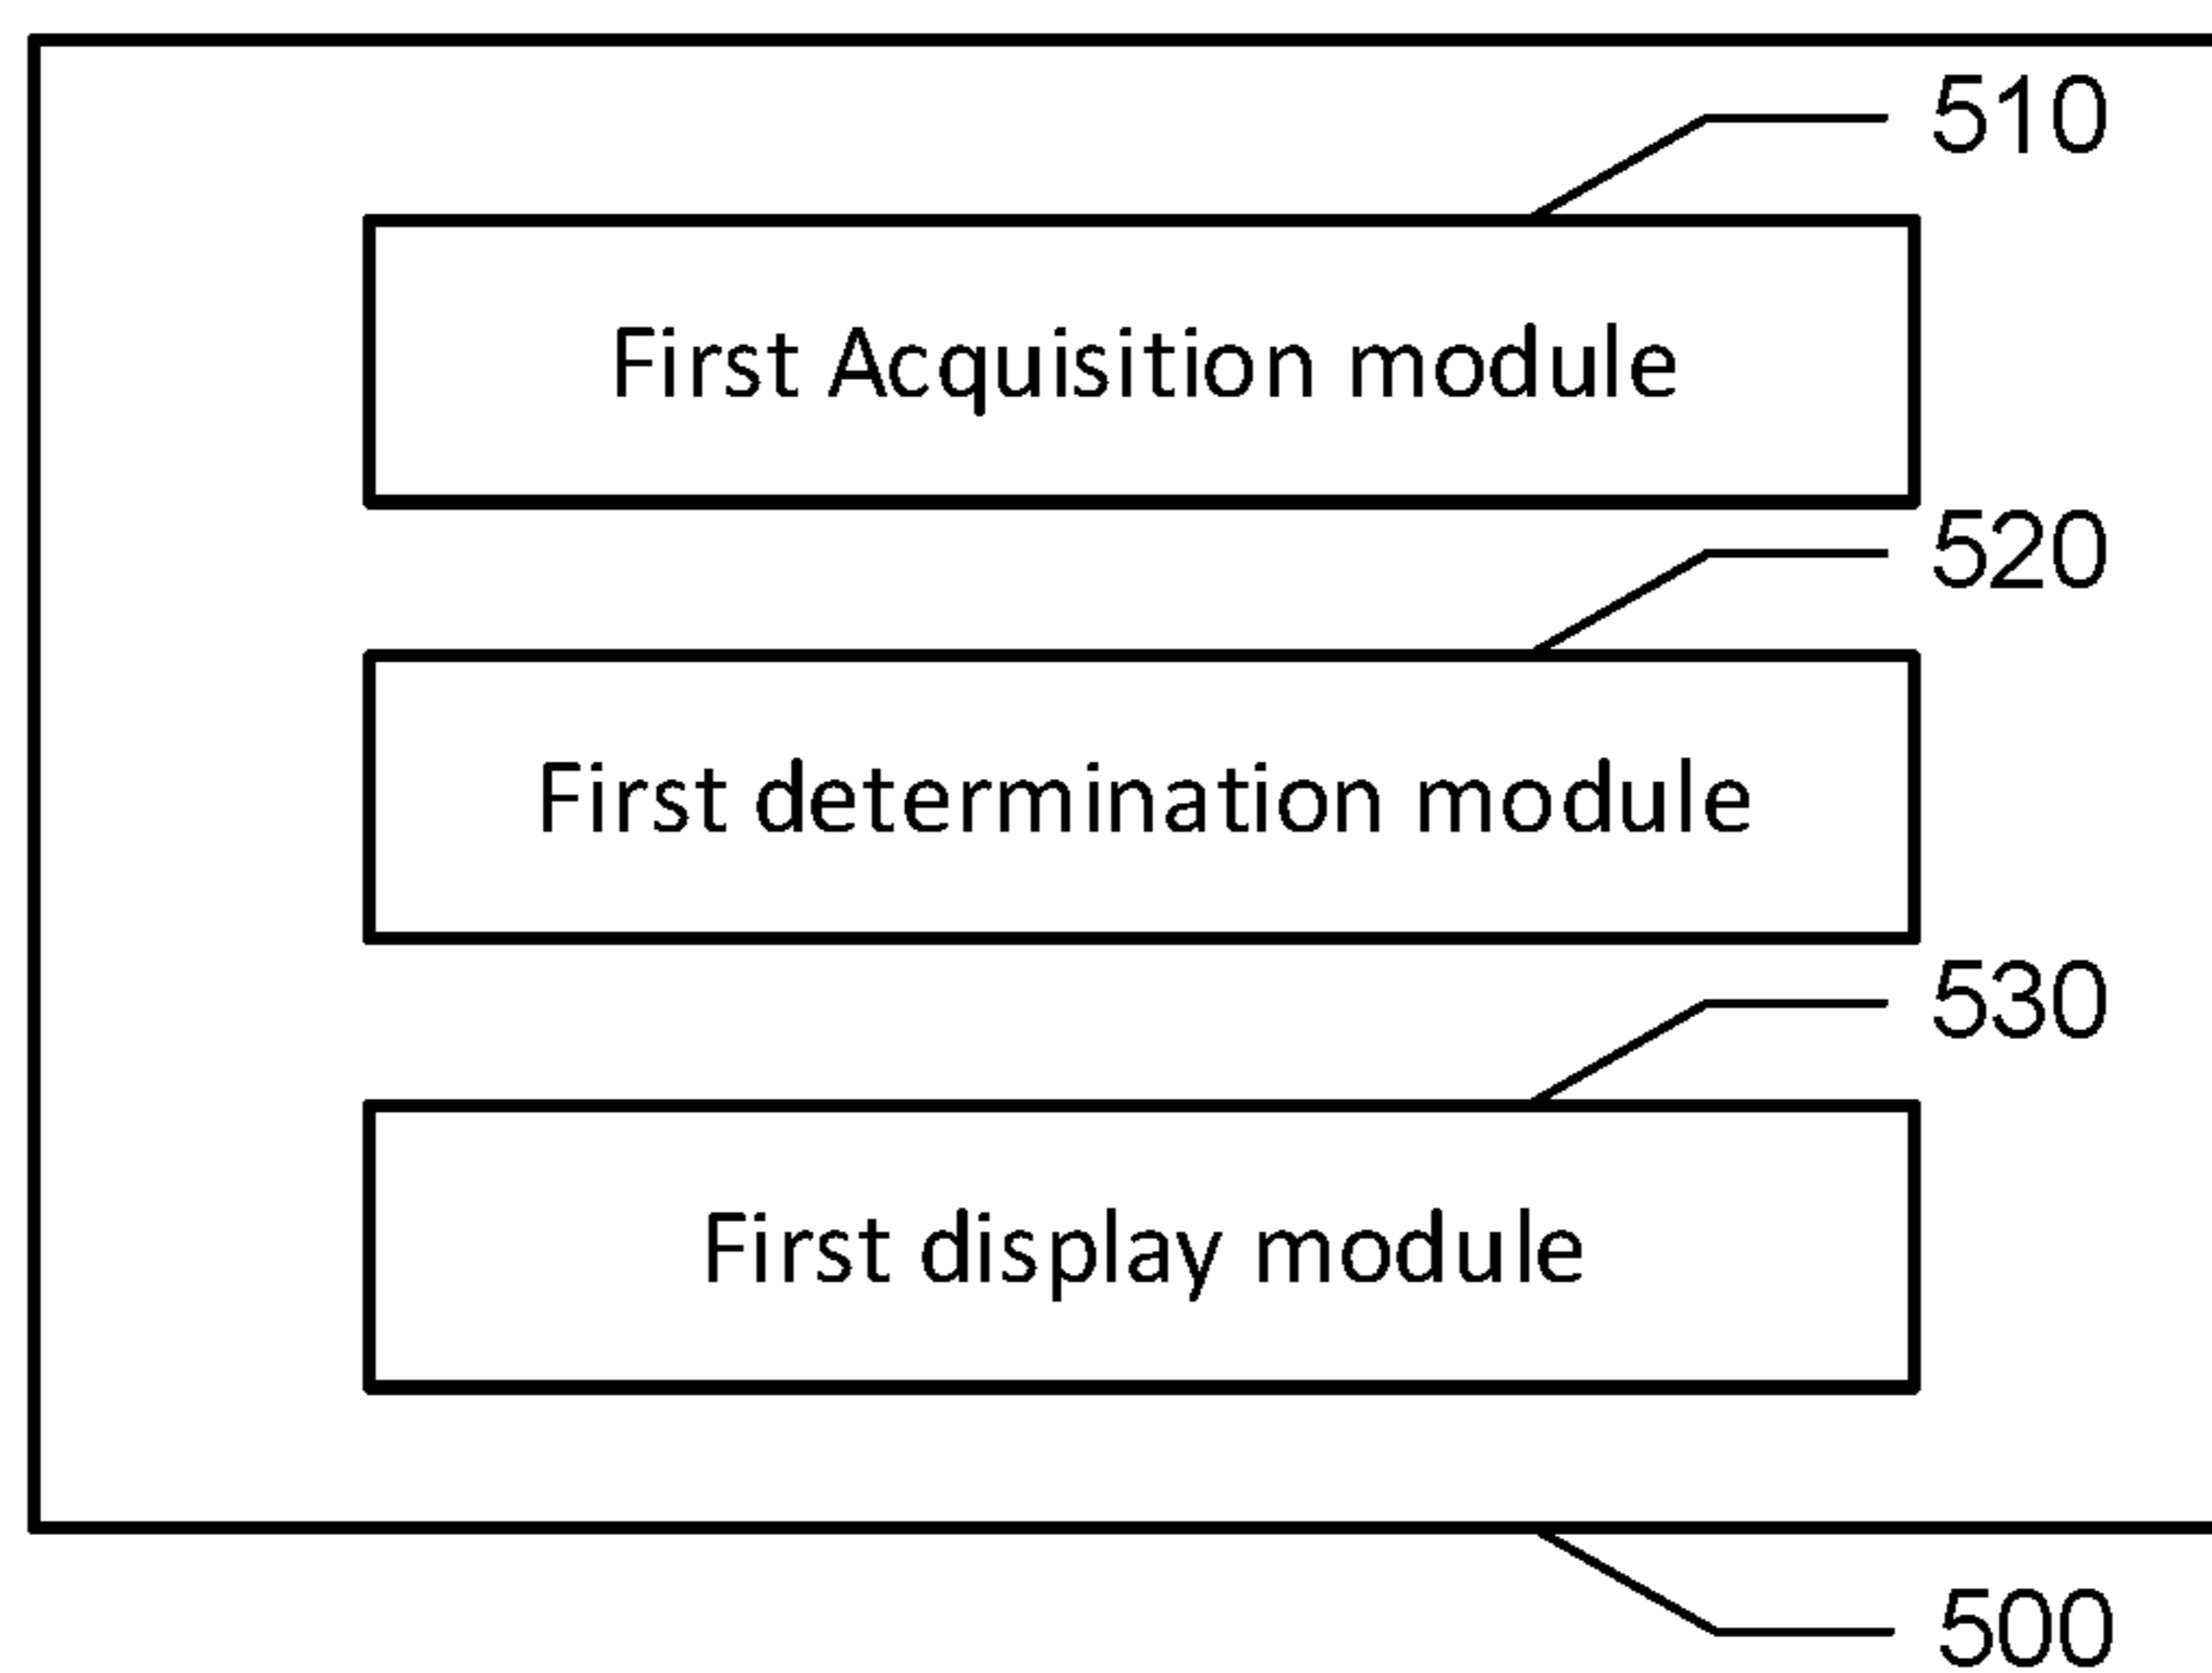 510
First Acquisition module
520
First determination module
530
First display module
500